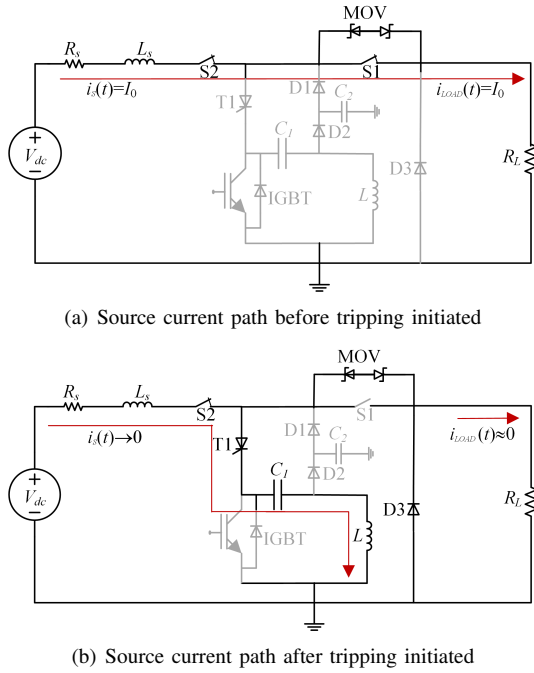 MOV
Rs Ls S2 S1
is(t)=I0 iLOAD(t)=I0
D1
T1 C2
C1 D2
+
Vdc
−
IGBT L D3 RL
(a) Source current path before tripping initiated
MOV
Rs Ls S2 S1
is(t)→0 D1 iLOAD(t)≈0
T1 C2
C1 D2
+
Vdc
−
IGBT L D3 RL
(b) Source current path after tripping initiated